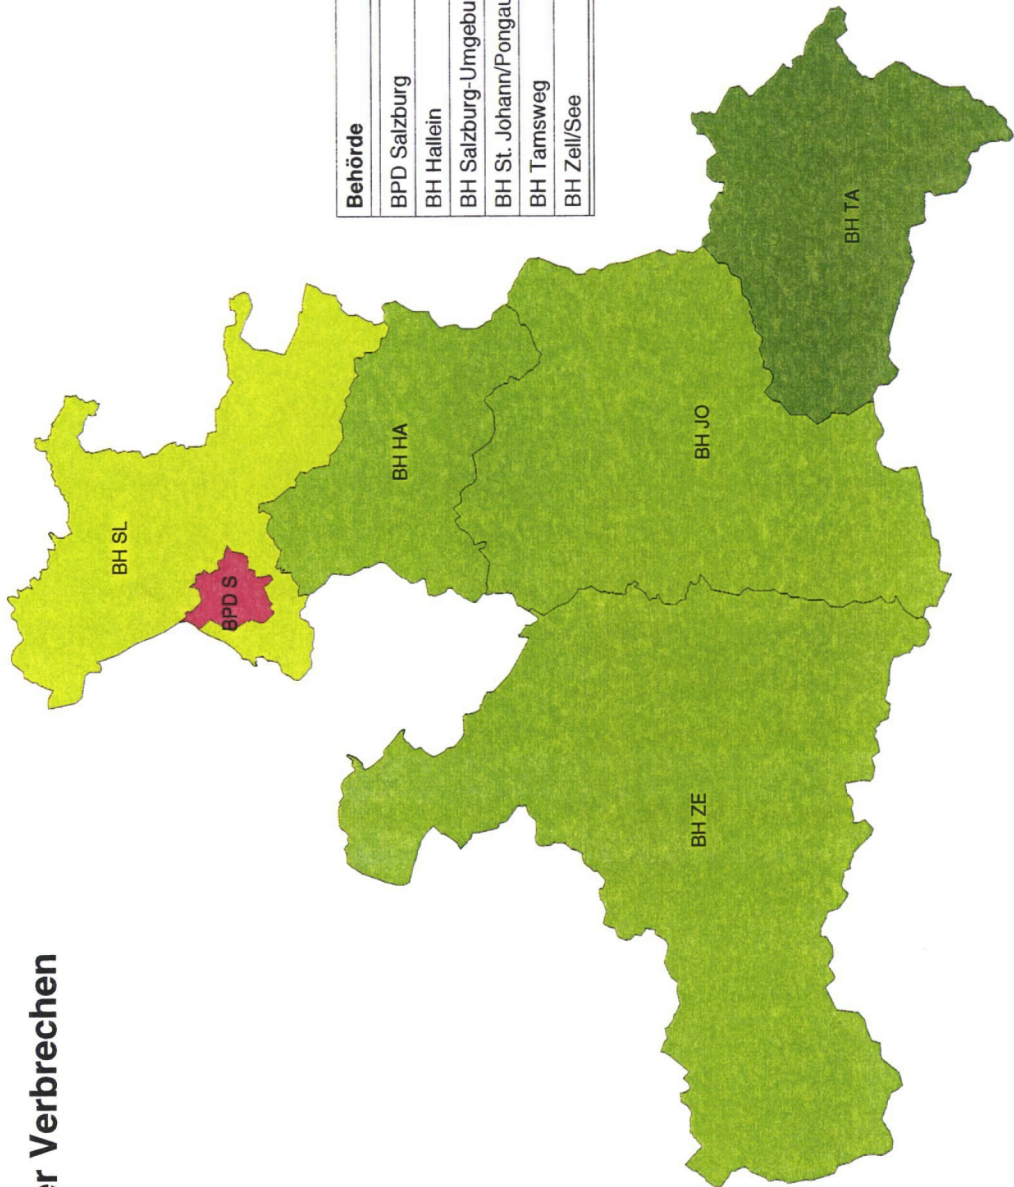 er Verbrechen
BH SL
BPD S
BH HA
BH JO
BH TA
BH ZE
Behörde
BPD Salzburg
BH Hallein
BH Salzburg-Umgebu
BH St. Johann/Pongau
BH Tamsweg
BH Zell/See